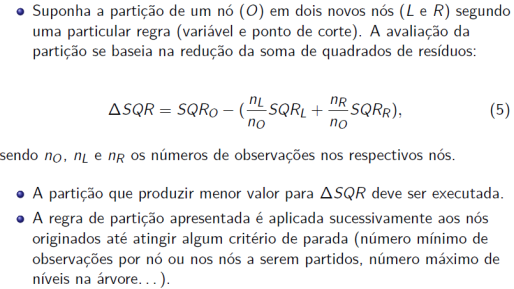 Suponha a partição de um nó (O) em dois novos nós (L e R) segundo
uma particular regra (variável e ponto de corte). A avaliação da
partição se baseia na redução da soma de quadrados de resíduos:
ΔSQR = SQR_O − (n_L/n_O SQR_L + n_R/n_O SQR_R), (5)
sendo n_O, n_L e n_R os números de observações nos respectivos nós.
A partição que produzir menor valor para ΔSQR deve ser executada.
A regra de partição apresentada é aplicada sucessivamente aos nós
originados até atingir algum critério de parada (número mínimo de
observações por nó ou nos nós a serem partidos, número máximo de
níveis na árvore. . . ).